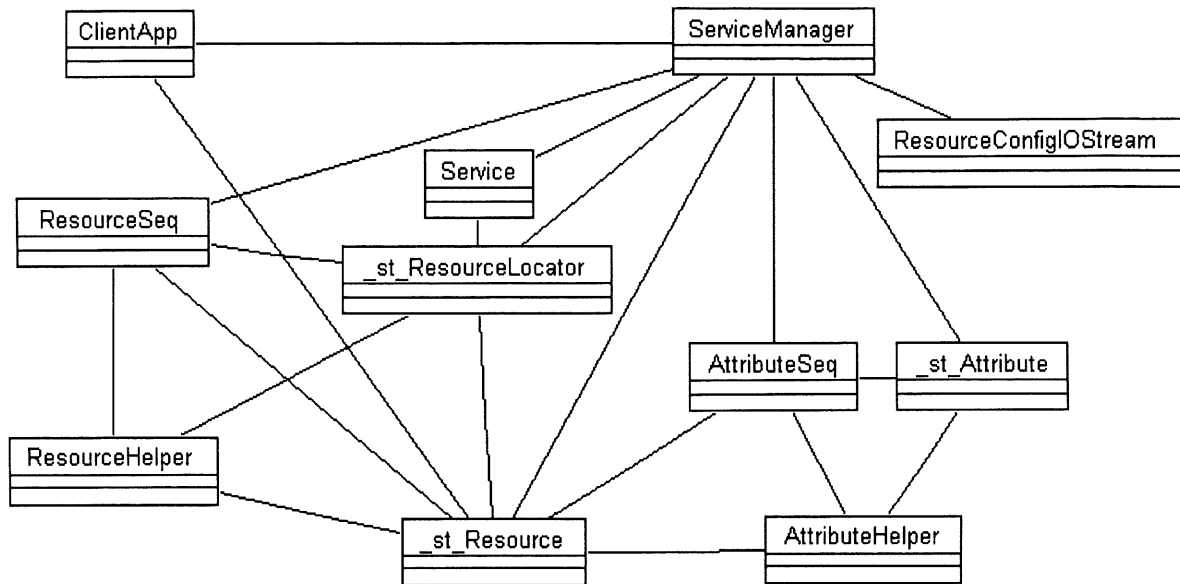 ClientApp
ServiceManager
ResourceConfigIOStream
Service
ResourceSeq
_st_ResourceLocator
AttributeSeq
_st_Attribute
ResourceHelper
_st_Resource
AttributeHelper